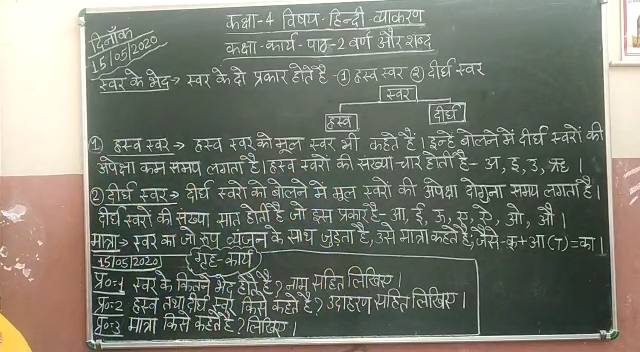 दिनाँक
15/05/2020
कक्षा-4 विषय-हिन्दी व्याकरण
कक्षा-कार्य-पाठ-2 वर्ण और शब्द
स्वर के भेद → स्वर के दो प्रकार होते है -① ह्रस्व स्वर ② दीर्घ स्वर
स्वर
ह्रस्व दीर्घ
① ह्रस्व स्वर → ह्रस्व स्वर को मूल स्वर भी कहते हैं। इन्हें बोलने में दीर्घ स्वरों की
अपेक्षा कम समय लगता है। ह्रस्व स्वरों की संख्या चार होती है- अ, इ, उ, ऋ ।
② दीर्घ स्वर → दीर्घ स्वरों को बोलने में मूल स्वरों की अपेक्षा दोगुना समय लगता है।
दीर्घ स्वरों की संख्या सात होती है जो इस प्रकार है- आ, ई, ऊ, ए, ऐ, ओ, औ ।
मात्रा → स्वर का जो रूप व्यंजन के साथ जुड़ता है, उसे मात्रा कहते है, जैसे- क्+आ (ा) = का ।
15/05/2020 गृह-कार्य
प्र०-1 स्वर के कितने भेद होते है? नाम सहित लिखिए ।
प्र०-2 ह्रस्व तथा दीर्घ स्वर किसे कहते है? उदाहरण सहित लिखिए ।
प्र०-3 मात्रा किसे कहते है? लिखिए ।